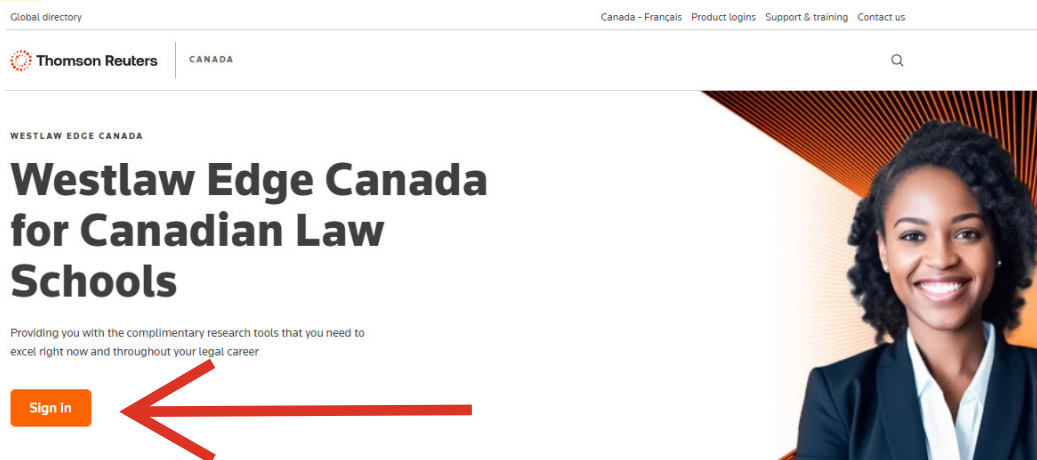 Global directory
Canada - Français Product logins Support & training Contact us
Thomson Reuters
CANADA
WESTLAW EDGE CANADA
Westlaw Edge Canada
for Canadian Law
Schools
Providing you with the complimentary research tools that you need to
excel right now and throughout your legal career
Sign in